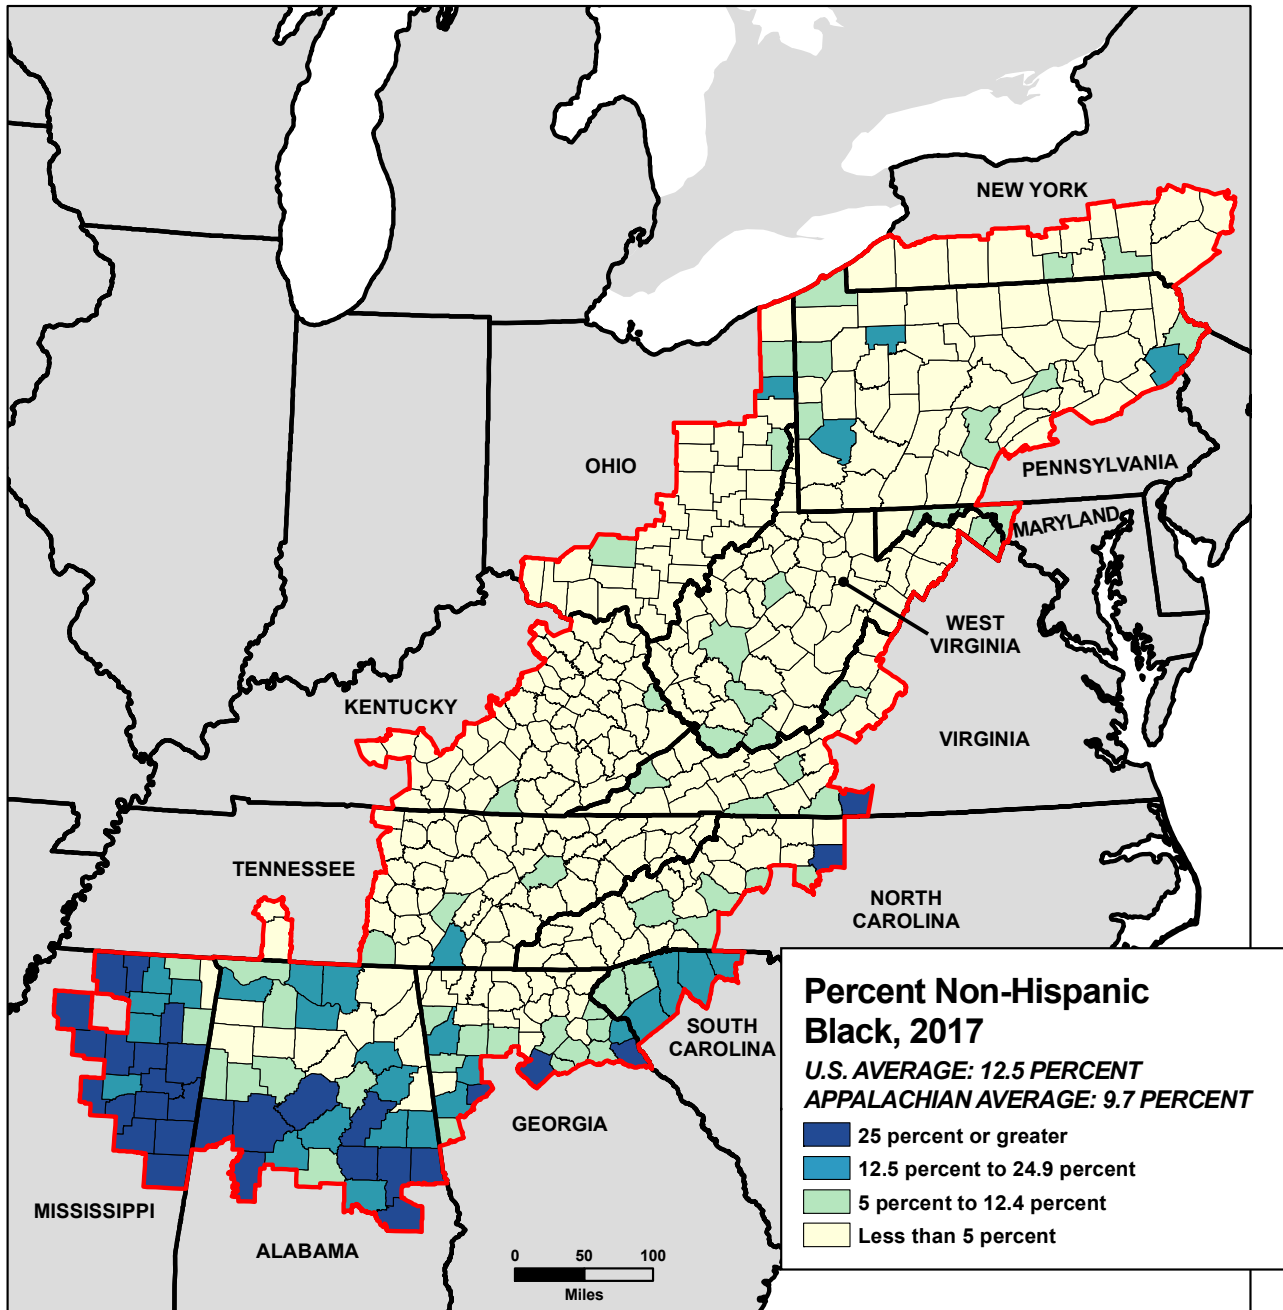 NEW YORK
OHIO
PENNSYLVANIA
MARYLAND
WEST
VIRGINIA
KENTUCKY
VIRGINIA
TENNESSEE
NORTH
CAROLINA
SOUTH
CAROLINA
GEORGIA
MISSISSIPPI
ALABAMA
0 50 100
Miles
Percent Non-Hispanic
Black, 2017
U.S. AVERAGE: 12.5 PERCENT
APPALACHIAN AVERAGE: 9.7 PERCENT
25 percent or greater
12.5 percent to 24.9 percent
5 percent to 12.4 percent
Less than 5 percent